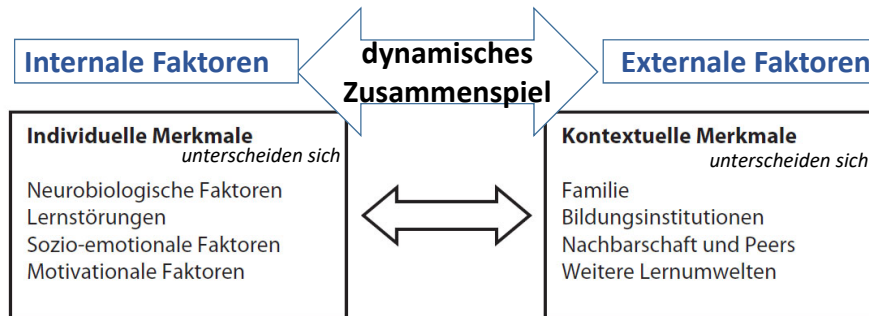 Internale Faktoren
dynamisches
Zusammenspiel
Externale Faktoren
Individuelle Merkmale
unterscheiden sich
Neurobiologische Faktoren
Lernstörungen
Sozio-emotionale Faktoren
Motivationale Faktoren
Kontextuelle Merkmale
unterscheiden sich
Familie
Bildungsinstitutionen
Nachbarschaft und Peers
Weitere Lernumwelten